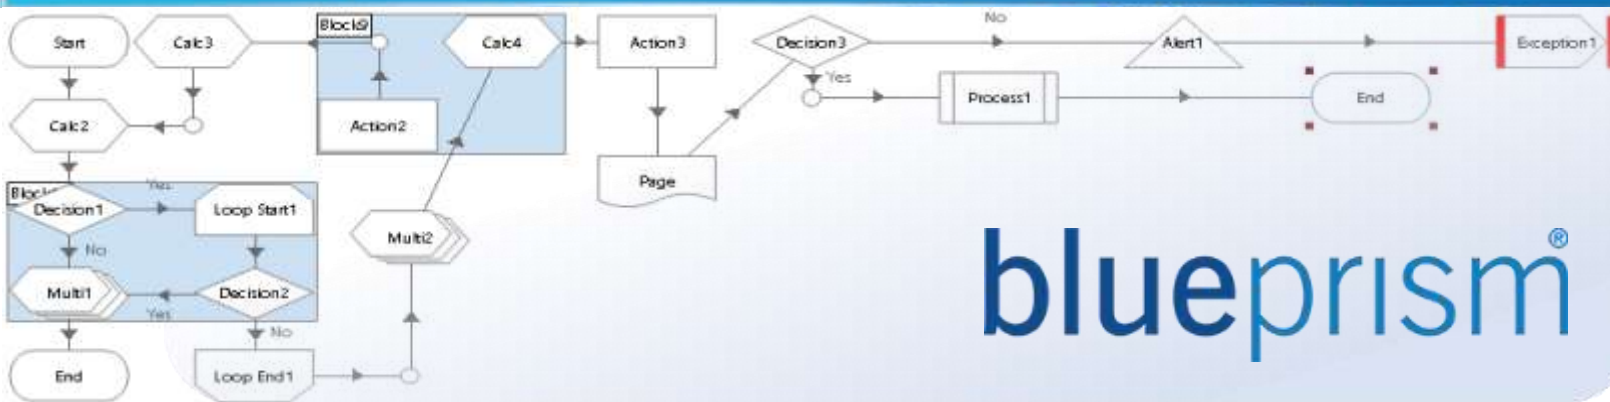 Start
Calc3
Block9
Calc4
Action3
Decision3
No
Alert1
Exception1
Yes
Process1
End
Calc2
Action2
Page
Yes
Decision1
Loop Start1
No
Multi2
Multi1
Decision2
Yes
No
End
Loop End1
blueprism®